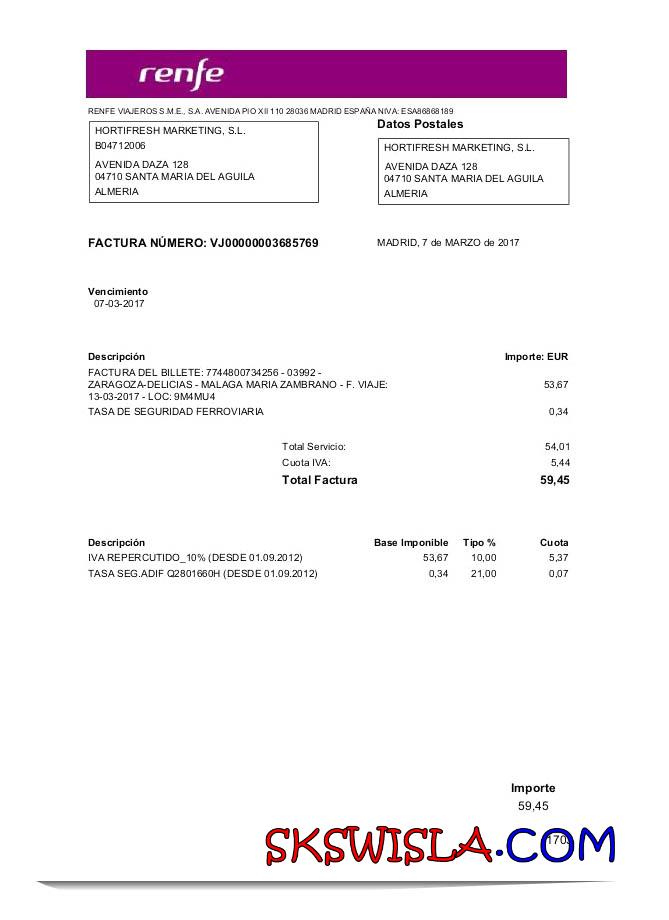 renfe
RENFE VIAJEROS S.M.E., S.A. AVENIDA PIO XII 110 28036 MADRID ESPAÑA NIVA: ESA86868189
HORTIFRESH MARKETING, S.L.
B04712006
AVENIDA DAZA 128
04710 SANTA MARIA DEL AGUILA
ALMERIA
Datos Postales
HORTIFRESH MARKETING, S.L.
AVENIDA DAZA 128
04710 SANTA MARIA DEL AGUILA
ALMERIA
FACTURA NÚMERO: VJ00000003685769 MADRID, 7 de MARZO de 2017
Vencimiento
07-03-2017
Descripción Importe: EUR
FACTURA DEL BILLETE: 7744800734256 - 03992 -
ZARAGOZA-DELICIAS - MALAGA MARIA ZAMBRANO - F. VIAJE: 53,67
13-03-2017 - LOC: 9M4MU4
TASA DE SEGURIDAD FERROVIARIA 0,34
Total Servicio: 54,01
Cuota IVA: 5,44
Total Factura 59,45
Descripción Base Imponible Tipo % Cuota
IVA REPERCUTIDO_10% (DESDE 01.09.2012) 53,67 10,00 5,37
TASA SEG.ADIF Q2801660H (DESDE 01.09.2012) 0,34 21,00 0,07
Importe
59,45
SKSWISLA.COM